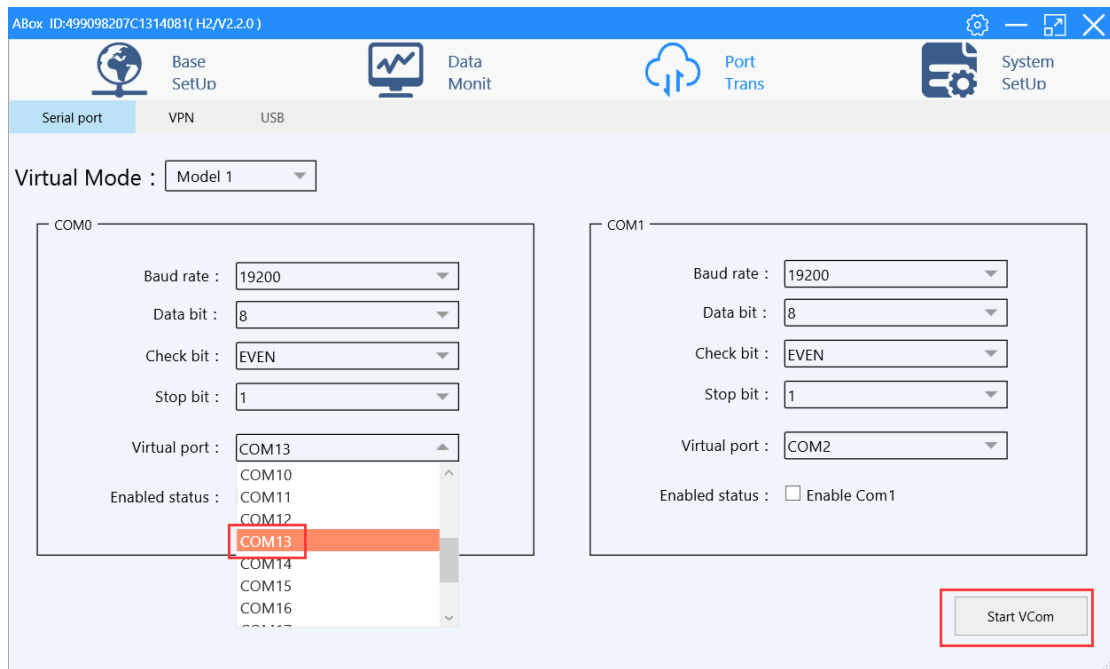 ABox ID:499098207C1314081( H2/V2.2.0 )
Base
SetUp
Data
Monit
Port
Trans
System
SetUp
Serial port VPN USB
Virtual Mode : Model 1
COM0
Baud rate : 19200
Data bit : 8
Check bit : EVEN
Stop bit : 1
Virtual port : COM13
COM10
Enabled status : COM11
COM12
COM13
COM14
COM15
COM16
COM17
COM1
Baud rate : 19200
Data bit : 8
Check bit : EVEN
Stop bit : 1
Virtual port : COM2
Enabled status : Enable Com1
Start VCom